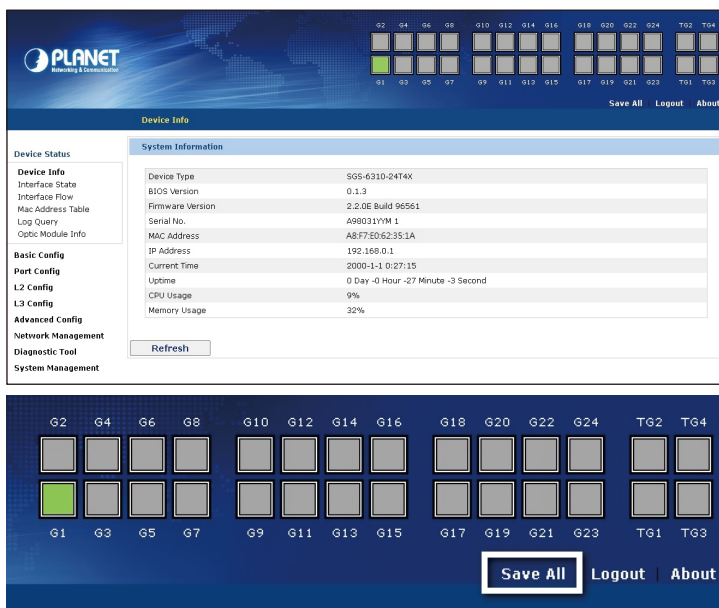 G2 G4 G6 G8 G10 G12 G14 G16 G18 G20 G22 G24 TG2 TG4
PLANET
Networking & Communication
G1 G3 G5 G7 G9 G11 G13 G15 G17 G19 G21 G23 TG1 TG3
Save All Logout About
Device Info
Device Status
Device Info
Interface State
Interface Flow
Mac Address Table
Log Query
Optic Module Info
Basic Config
Port Config
L2 Config
L3 Config
Advanced Config
Network Management
Diagnostic Tool
System Management
System Information
Device Type SGS-6310-24T4X
BIOS Version 0.1.3
Firmware Version 2.2.0E Build 96561
Serial No. A98031YYM 1
MAC Address A8:F7:E0:62:35:1A
IP Address 192.168.0.1
Current Time 2000-1-1 0:27:15
Uptime 0 Day -0 Hour -27 Minute -3 Second
CPU Usage 9%
Memory Usage 32%
Refresh
G2 G4 G6 G8 G10 G12 G14 G16 G18 G20 G22 G24 TG2 TG4
G1 G3 G5 G7 G9 G11 G13 G15 G17 G19 G21 G23 TG1 TG3
Save All Logout About